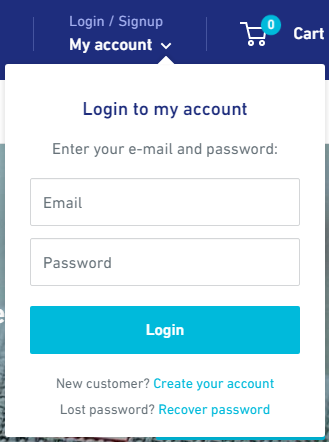 Login / Signup
My account
0
Cart
Login to my account
Enter your e-mail and password:
Email
Password
Login
New customer? Create your account
Lost password? Recover password